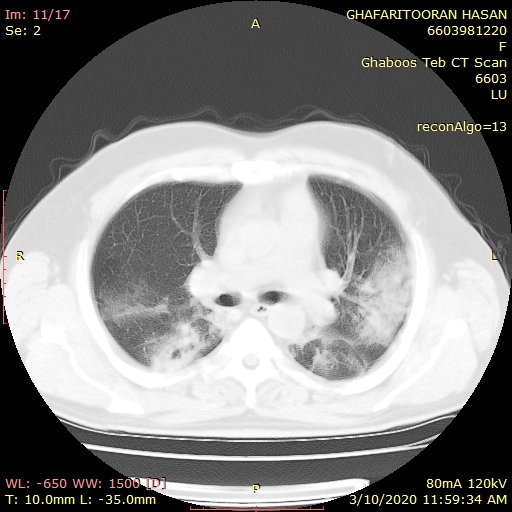 Im: 11/17
Se: 2
A
GHAFARITOORAN HASAN
6603981220
F
Ghaboos Teb CT Scan
6603
LU
reconAlgo=13
R
L
WL: -650 WW: 1500 [D]
T: 10.0mm L: -35.0mm
P
80mA 120kV
3/10/2020 11:59:34 AM